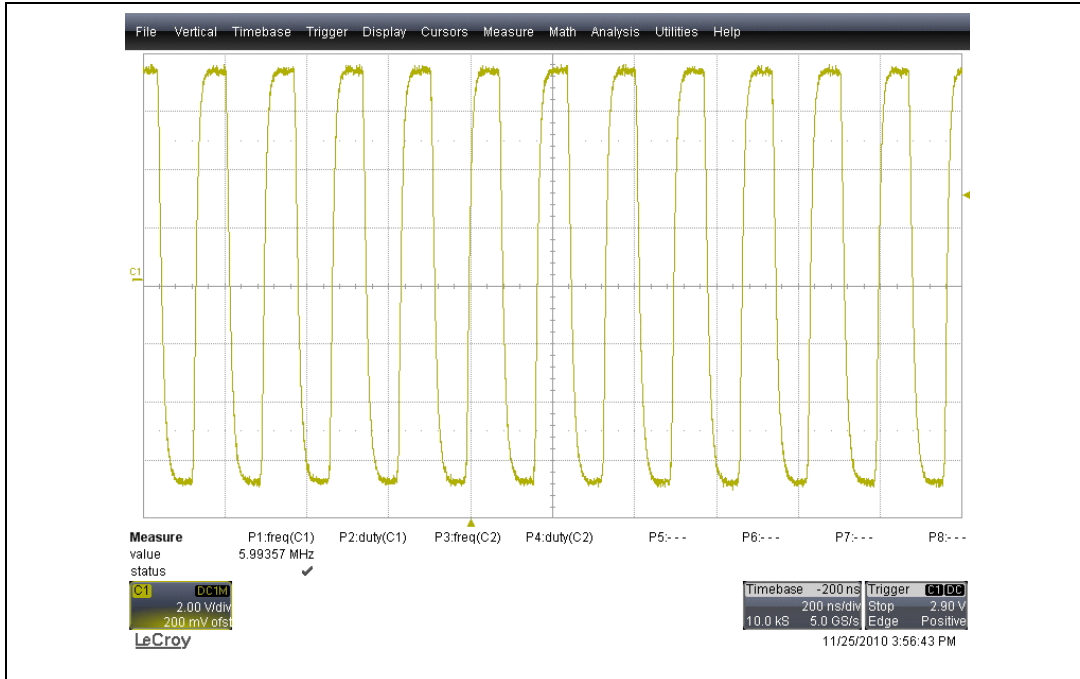 File Vertical Timebase Trigger Display Cursors Measure Math Analysis Utilities Help
C1
Measure P1:freq(C1) P2:duty(C1) P3:freq(C2) P4:duty(C2) P5:- - - P6:- - - P7:- - - P8:- - -
value 5.99357 MHz
status ✔
C1 DC1M
2.00 V/div
200 mV ofst
Timebase -200 ns
200 ns/div
10.0 kS 5.0 GS/s
Trigger C1 DC
Stop 2.90 V
Edge Positive
LeCroy
11/25/2010 3:56:43 PM